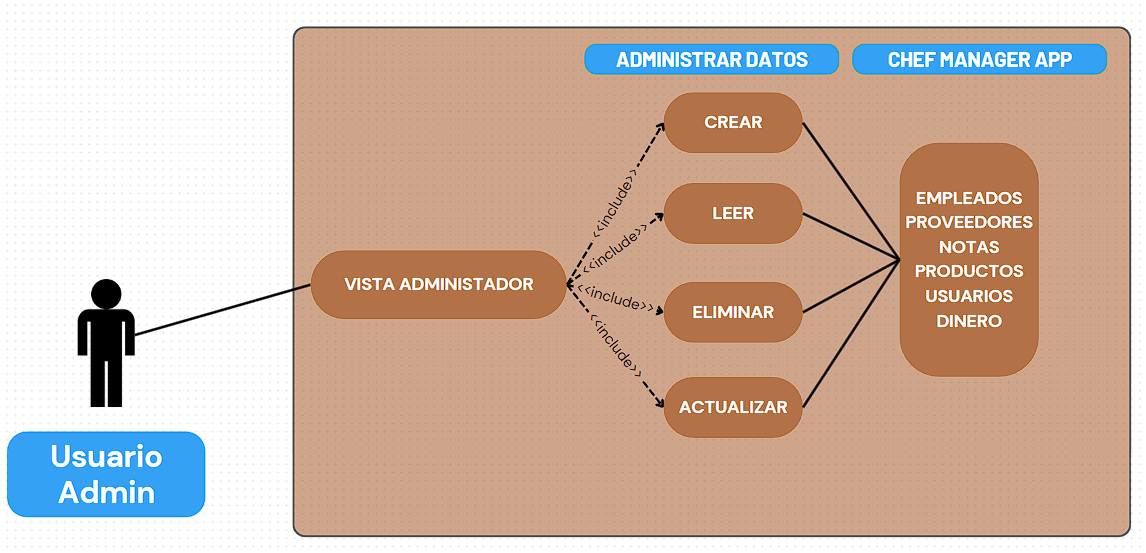 ADMINISTRAR DATOS
CHEF MANAGER APP
CREAR
<<include>>
LEER
<<include>>
EMPLEADOS
PROVEEDORES
NOTAS
PRODUCTOS
USUARIOS
DINERO
VISTA ADMINISTADOR
<<include>>
ELIMINAR
<<include>>
ACTUALIZAR
Usuario
Admin